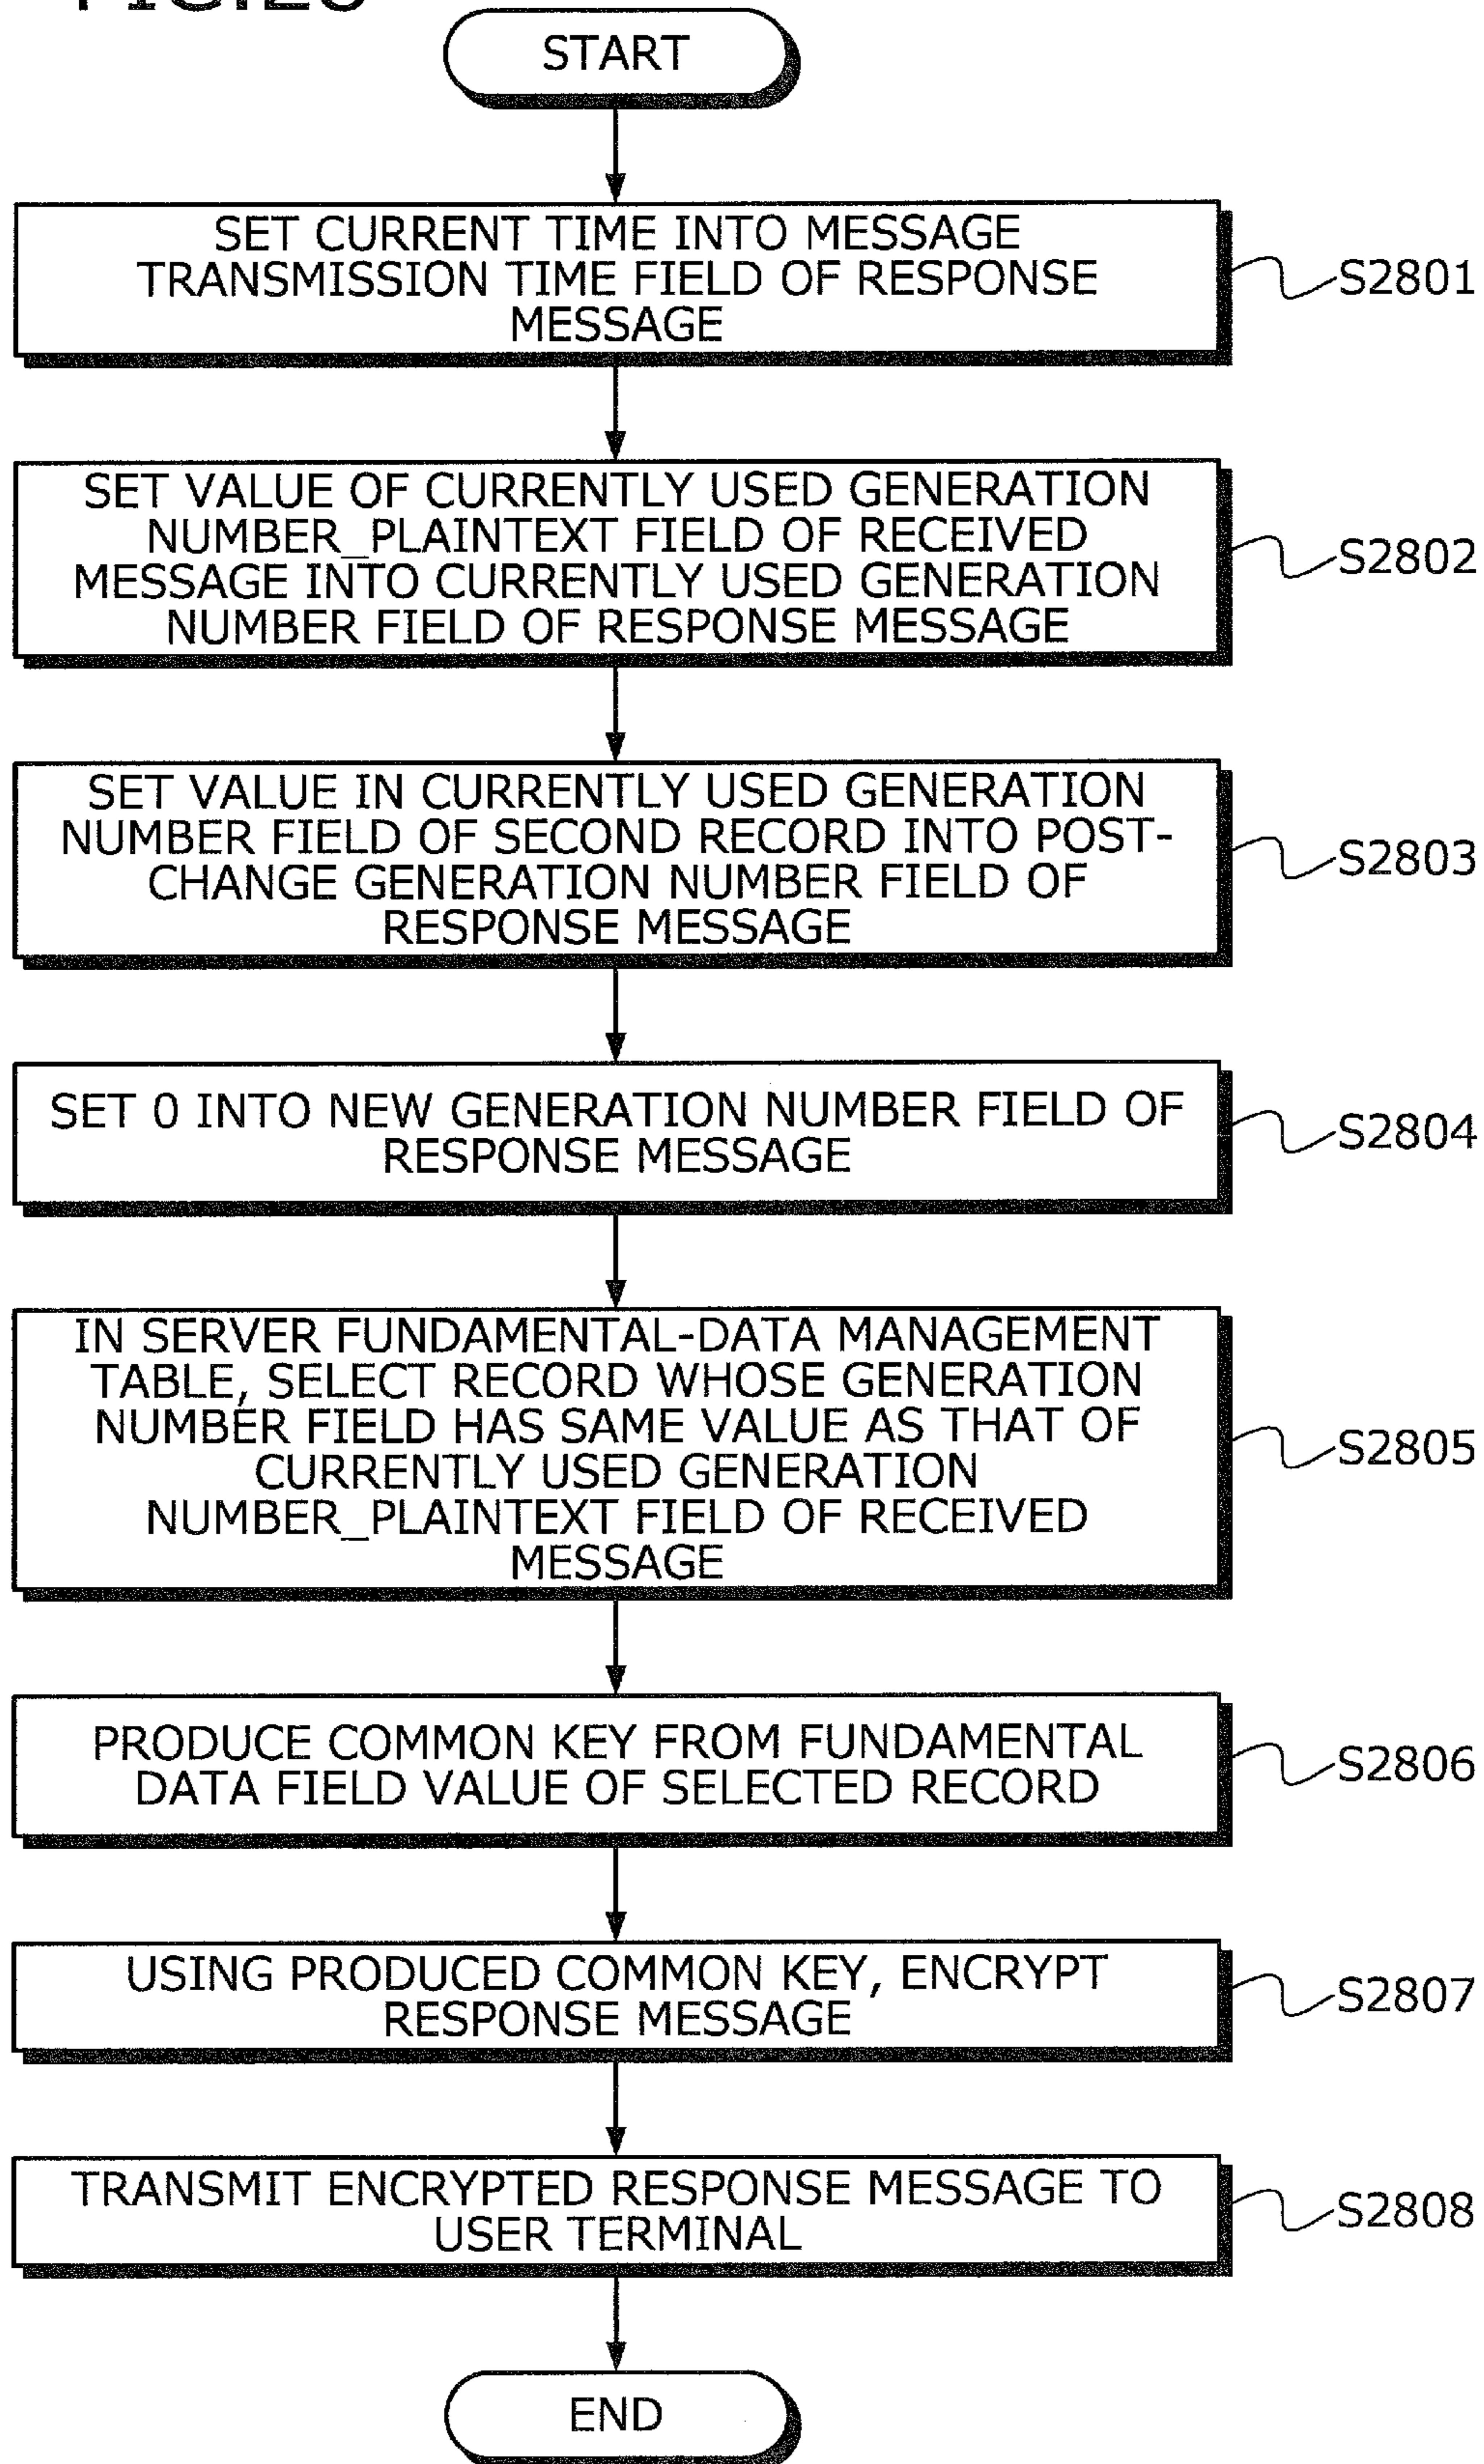 START
SET CURRENT TIME INTO MESSAGE
TRANSMISSION TIME FIELD OF RESPONSE
MESSAGE
S2801
SET VALUE OF CURRENTLY USED GENERATION
NUMBER_PLAINTEXT FIELD OF RECEIVED
MESSAGE INTO CURRENTLY USED GENERATION
NUMBER FIELD OF RESPONSE MESSAGE
S2802
SET VALUE IN CURRENTLY USED GENERATION
NUMBER FIELD OF SECOND RECORD INTO POST-
CHANGE GENERATION NUMBER FIELD OF
RESPONSE MESSAGE
S2803
SET 0 INTO NEW GENERATION NUMBER FIELD OF
RESPONSE MESSAGE
S2804
IN SERVER FUNDAMENTAL-DATA MANAGEMENT
TABLE, SELECT RECORD WHOSE GENERATION
NUMBER FIELD HAS SAME VALUE AS THAT OF
CURRENTLY USED GENERATION
NUMBER_PLAINTEXT FIELD OF RECEIVED
MESSAGE
S2805
PRODUCE COMMON KEY FROM FUNDAMENTAL
DATA FIELD VALUE OF SELECTED RECORD
S2806
USING PRODUCED COMMON KEY, ENCRYPT
RESPONSE MESSAGE
S2807
TRANSMIT ENCRYPTED RESPONSE MESSAGE TO
USER TERMINAL
S2808
END